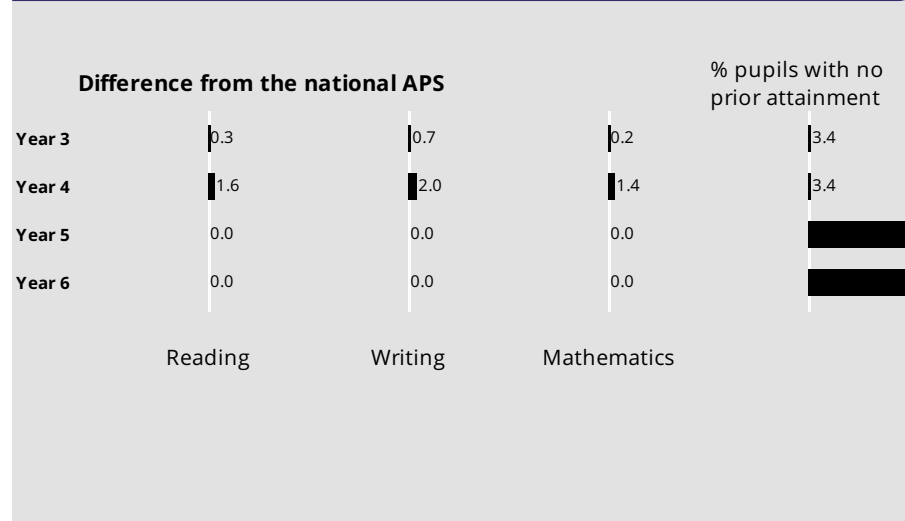 % pupils with no
prior attainment
Difference from the national APS
Year 3 0.3 0.7 0.2 3.4
Year 4 1.6 2.0 1.4 3.4
Year 5 0.0 0.0 0.0
Year 6 0.0 0.0 0.0
Reading Writing Mathematics